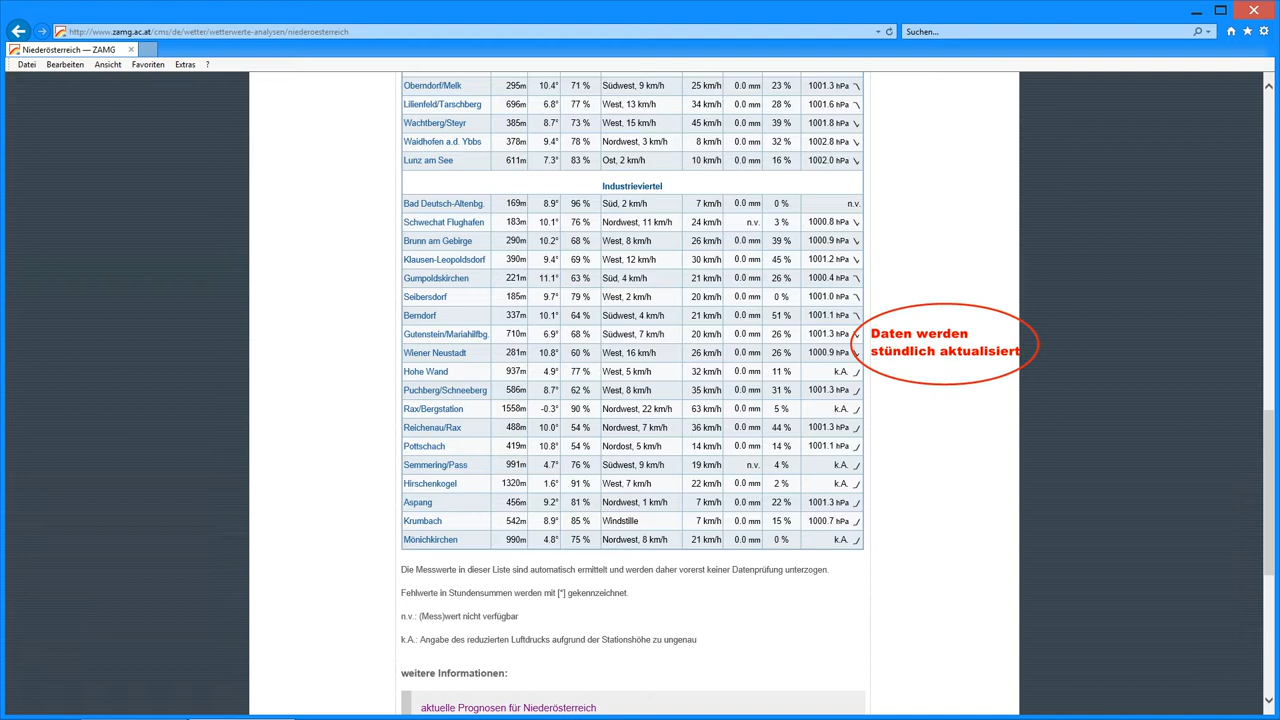 http://www.zamg.ac.at/cms/de/wetter/wetterwerte-analysen/niederoesterreich
Suchen...
Niederösterreich — ZAMG
Datei Bearbeiten Ansicht Favoriten Extras ?
Oberndorf/Melk 295m 10.4° 71 % Südwest, 9 km/h 25 km/h 0.0 mm 23 % 1001.3 hPa
Lilienfeld/Tarschberg 696m 6.8° 77 % West, 13 km/h 34 km/h 0.0 mm 28 % 1001.6 hPa
Wachtberg/Steyr 385m 8.7° 73 % West, 15 km/h 45 km/h 0.0 mm 39 % 1001.8 hPa
Waidhofen a.d. Ybbs 378m 9.4° 78 % Nordwest, 3 km/h 8 km/h 0.0 mm 32 % 1002.8 hPa
Lunz am See 611m 7.3° 83 % Ost, 2 km/h 10 km/h 0.0 mm 16 % 1002.0 hPa
Industrieviertel
Bad Deutsch-Altenbg. 169m 8.9° 96 % Süd, 2 km/h 7 km/h 0.0 mm 0 % n.v.
Schwechat Flughafen 183m 10.1° 76 % Nordwest, 11 km/h 24 km/h n.v. 3 % 1000.8 hPa
Brunn am Gebirge 290m 10.2° 68 % West, 8 km/h 26 km/h 0.0 mm 39 % 1000.9 hPa
Klausen-Leopoldsdorf 390m 9.4° 69 % West, 12 km/h 30 km/h 0.0 mm 45 % 1001.2 hPa
Gumpoldskirchen 221m 11.1° 63 % Süd, 4 km/h 21 km/h 0.0 mm 26 % 1000.4 hPa
Seibersdorf 185m 9.7° 79 % West, 2 km/h 20 km/h 0.0 mm 0 % 1001.0 hPa
Berndorf 337m 10.1° 64 % Südwest, 4 km/h 21 km/h 0.0 mm 51 % 1001.1 hPa
Gutenstein/Mariahilfbg. 710m 6.9° 68 % Südwest, 7 km/h 20 km/h 0.0 mm 26 % 1001.3 hPa
Wiener Neustadt 281m 10.8° 60 % West, 16 km/h 26 km/h 0.0 mm 26 % 1000.9 hPa
Hohe Wand 937m 4.9° 77 % West, 5 km/h 32 km/h 0.0 mm 11 % k.A.
Puchberg/Schneeberg 586m 8.7° 62 % West, 8 km/h 35 km/h 0.0 mm 31 % 1001.3 hPa
Rax/Bergstation 1558m -0.3° 90 % Nordwest, 22 km/h 63 km/h 0.0 mm 5 % k.A.
Reichenau/Rax 488m 10.0° 54 % Nordwest, 7 km/h 36 km/h 0.0 mm 44 % 1001.3 hPa
Pottschach 419m 10.8° 54 % Nordost, 5 km/h 14 km/h 0.0 mm 14 % 1001.1 hPa
Semmering/Pass 991m 4.7° 76 % Südwest, 9 km/h 19 km/h n.v. 4 % k.A.
Hirschenkogel 1320m 1.6° 91 % West, 7 km/h 22 km/h 0.0 mm 2 % k.A.
Aspang 456m 9.2° 81 % Nordwest, 1 km/h 7 km/h 0.0 mm 22 % 1001.3 hPa
Krumbach 542m 8.9° 85 % Windstille 7 km/h 0.0 mm 15 % 1000.7 hPa
Mönichkirchen 990m 4.8° 75 % Nordwest, 8 km/h 21 km/h 0.0 mm 0 % k.A.
Daten werden
stündlich aktualisiert
Die Messwerte in dieser Liste sind automatisch ermittelt und werden daher vorerst keiner Datenprüfung unterzogen.
Fehlwerte in Stundensummen werden mit [*] gekennzeichnet.
n.v.: (Mess)wert nicht verfügbar
k.A.: Angabe des reduzierten Luftdrucks aufgrund der Stationshöhe zu ungenau
weitere Informationen:
aktuelle Prognosen für Niederösterreich